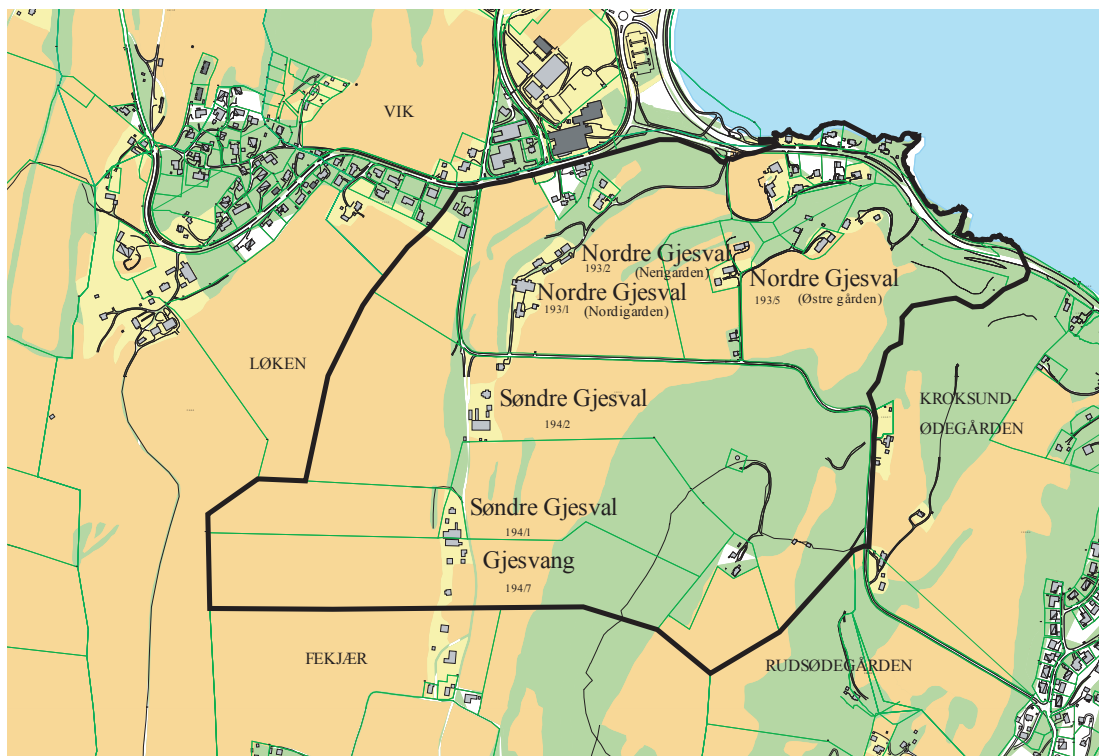 VIK
Nordre Gjesval
193/2 (Nerigarden)
Nordre Gjesval
193/1 (Nordigarden)
Nordre Gjesval
193/5 (Østre gården)
LØKEN
Søndre Gjesval
194/2
KROKSUND-
ØDEGÅRDEN
Søndre Gjesval
194/1
Gjesvang
194/7
FEKJÆR
RUDSØDEGÅRDEN